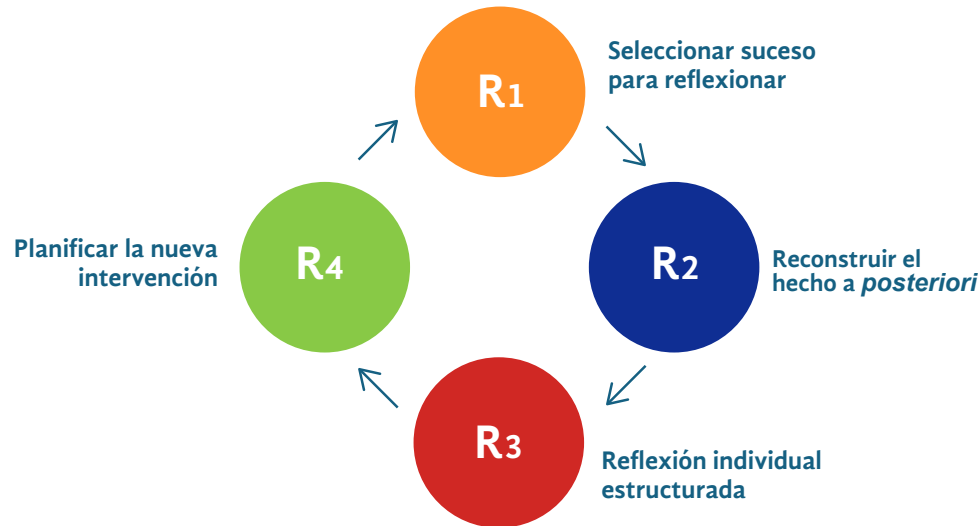 R1
Seleccionar suceso
para reflexionar
R2
Reconstruir el
hecho a posteriori
R3
Reflexión individual
estructurada
R4
Planificar la nueva
intervención